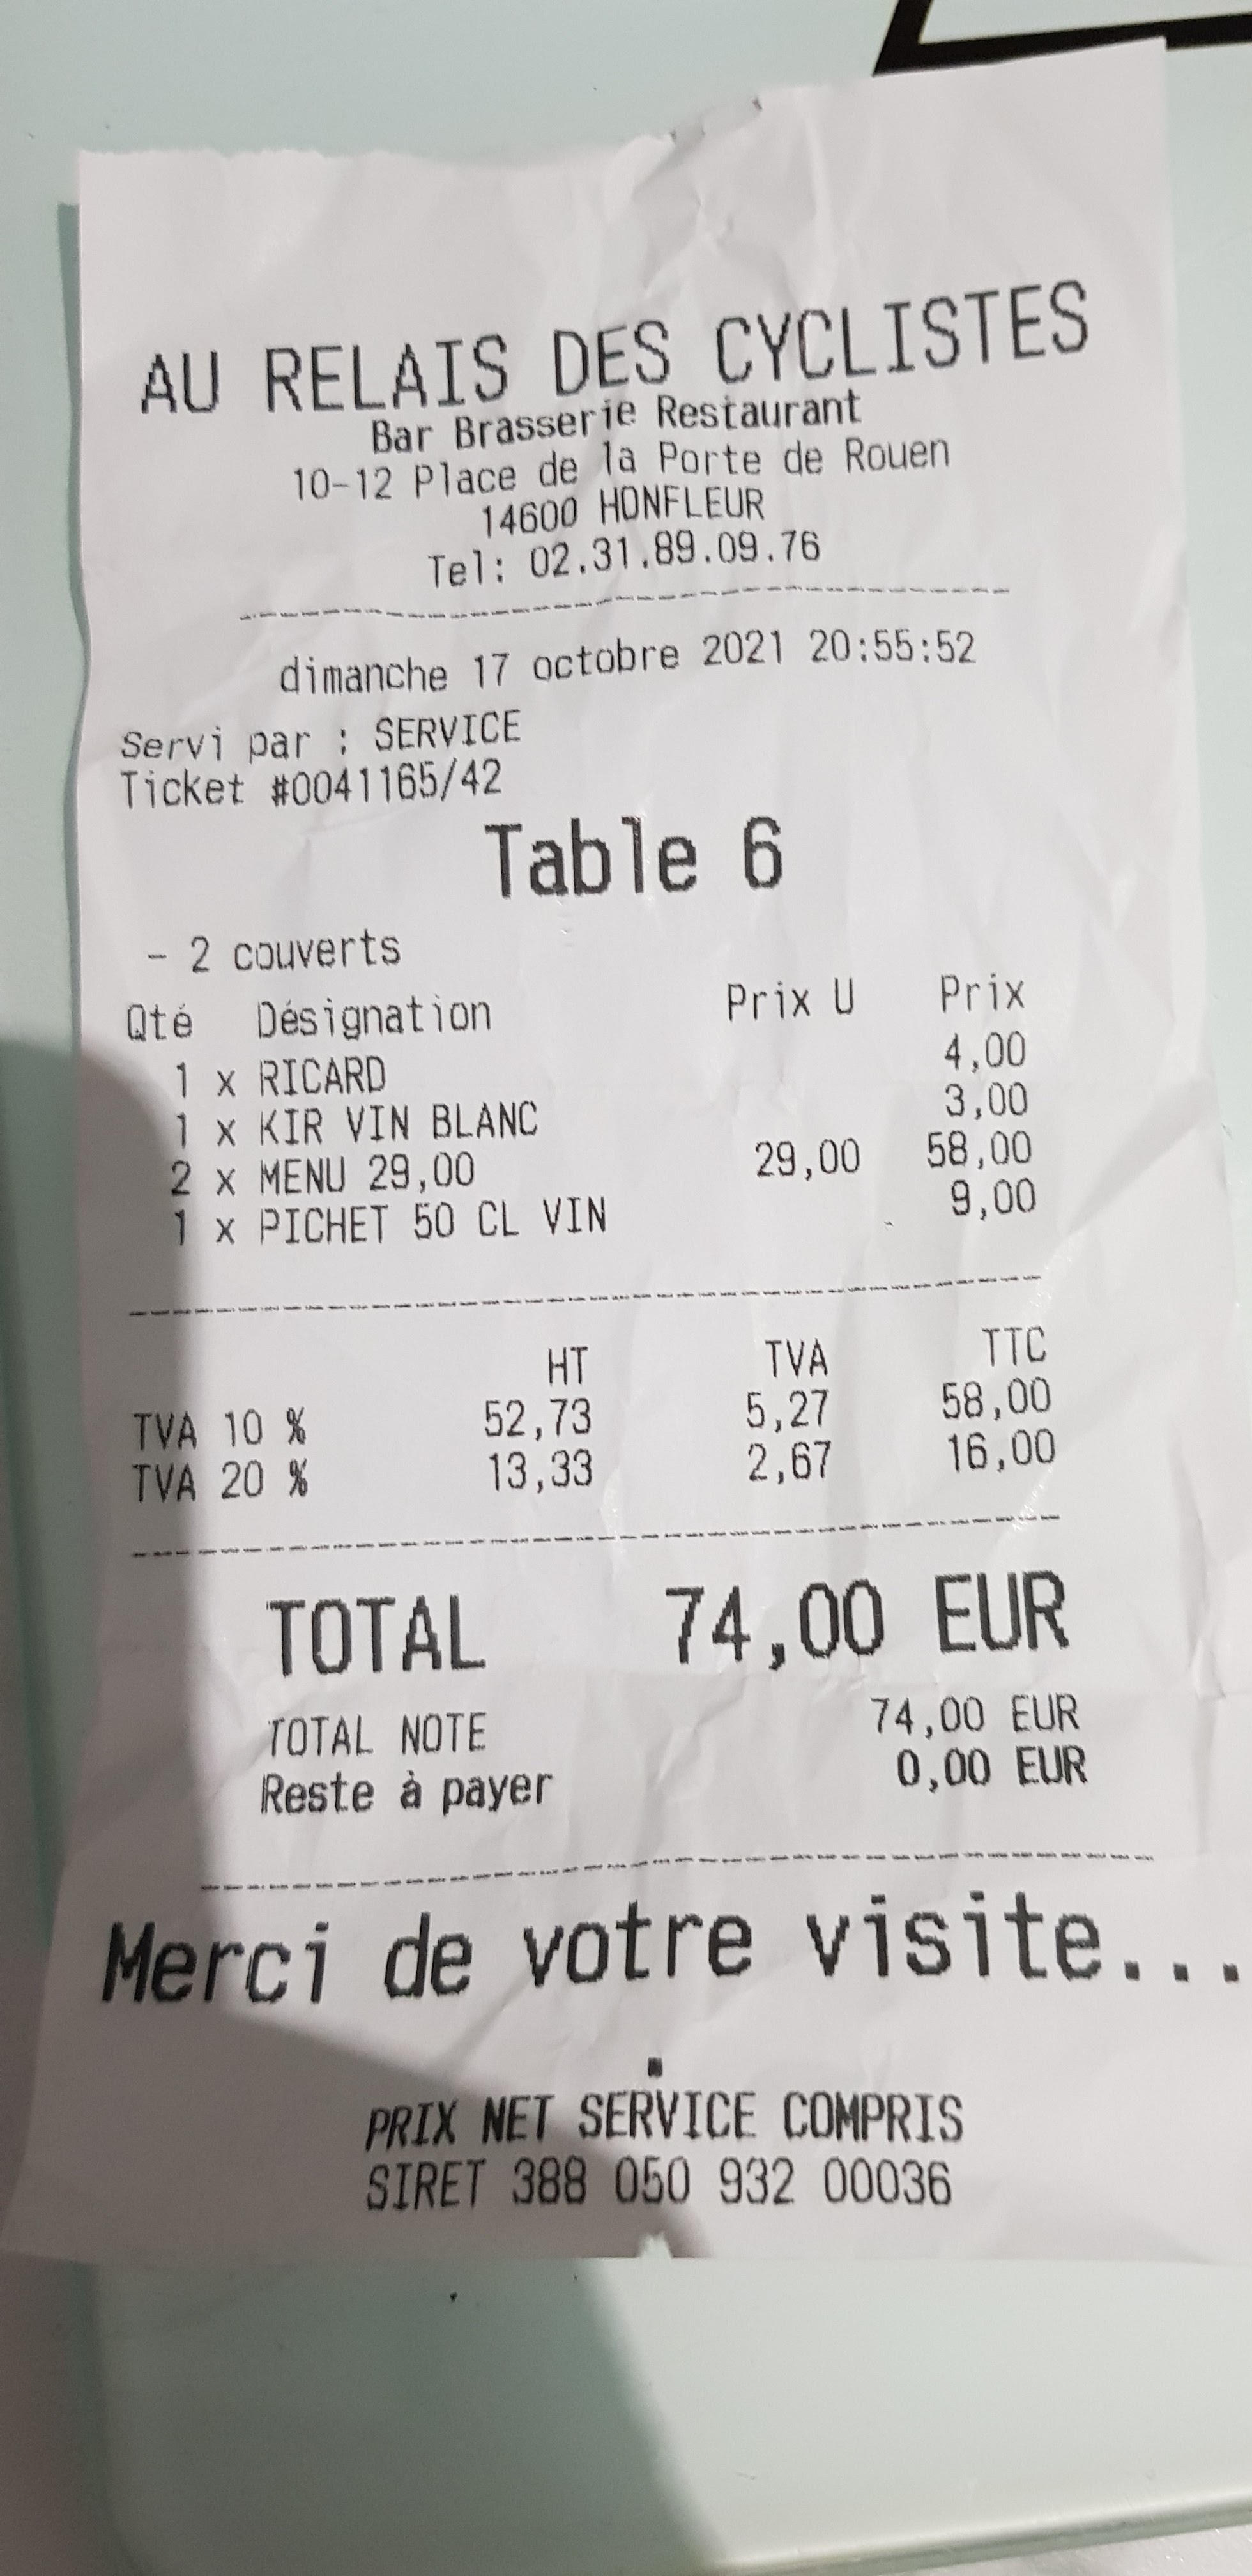 AU RELAIS DES CYCLISTES
Bar Brasserie Restaurant
10-12 Place de la Porte de Rouen
14600 HONFLEUR
Tel: 02.31.89.09.76
dimanche 17 octobre 2021 20:55:52
Servi par : SERVICE
Ticket #0041165/42
Table 6
- 2 couverts
Qté Désignation Prix U Prix
1 x RICARD 4,00
1 x KIR VIN BLANC 3,00
2 x MENU 29,00 29,00 58,00
1 x PICHET 50 CL VIN 9,00
HT TVA TTC
TVA 10 % 52,73 5,27 58,00
TVA 20 % 13,33 2,67 16,00
TOTAL 74,00 EUR
TOTAL NOTE 74,00 EUR
Reste à payer 0,00 EUR
Merci de votre visite...
.
PRIX NET SERVICE COMPRIS
SIRET 388 050 932 00036